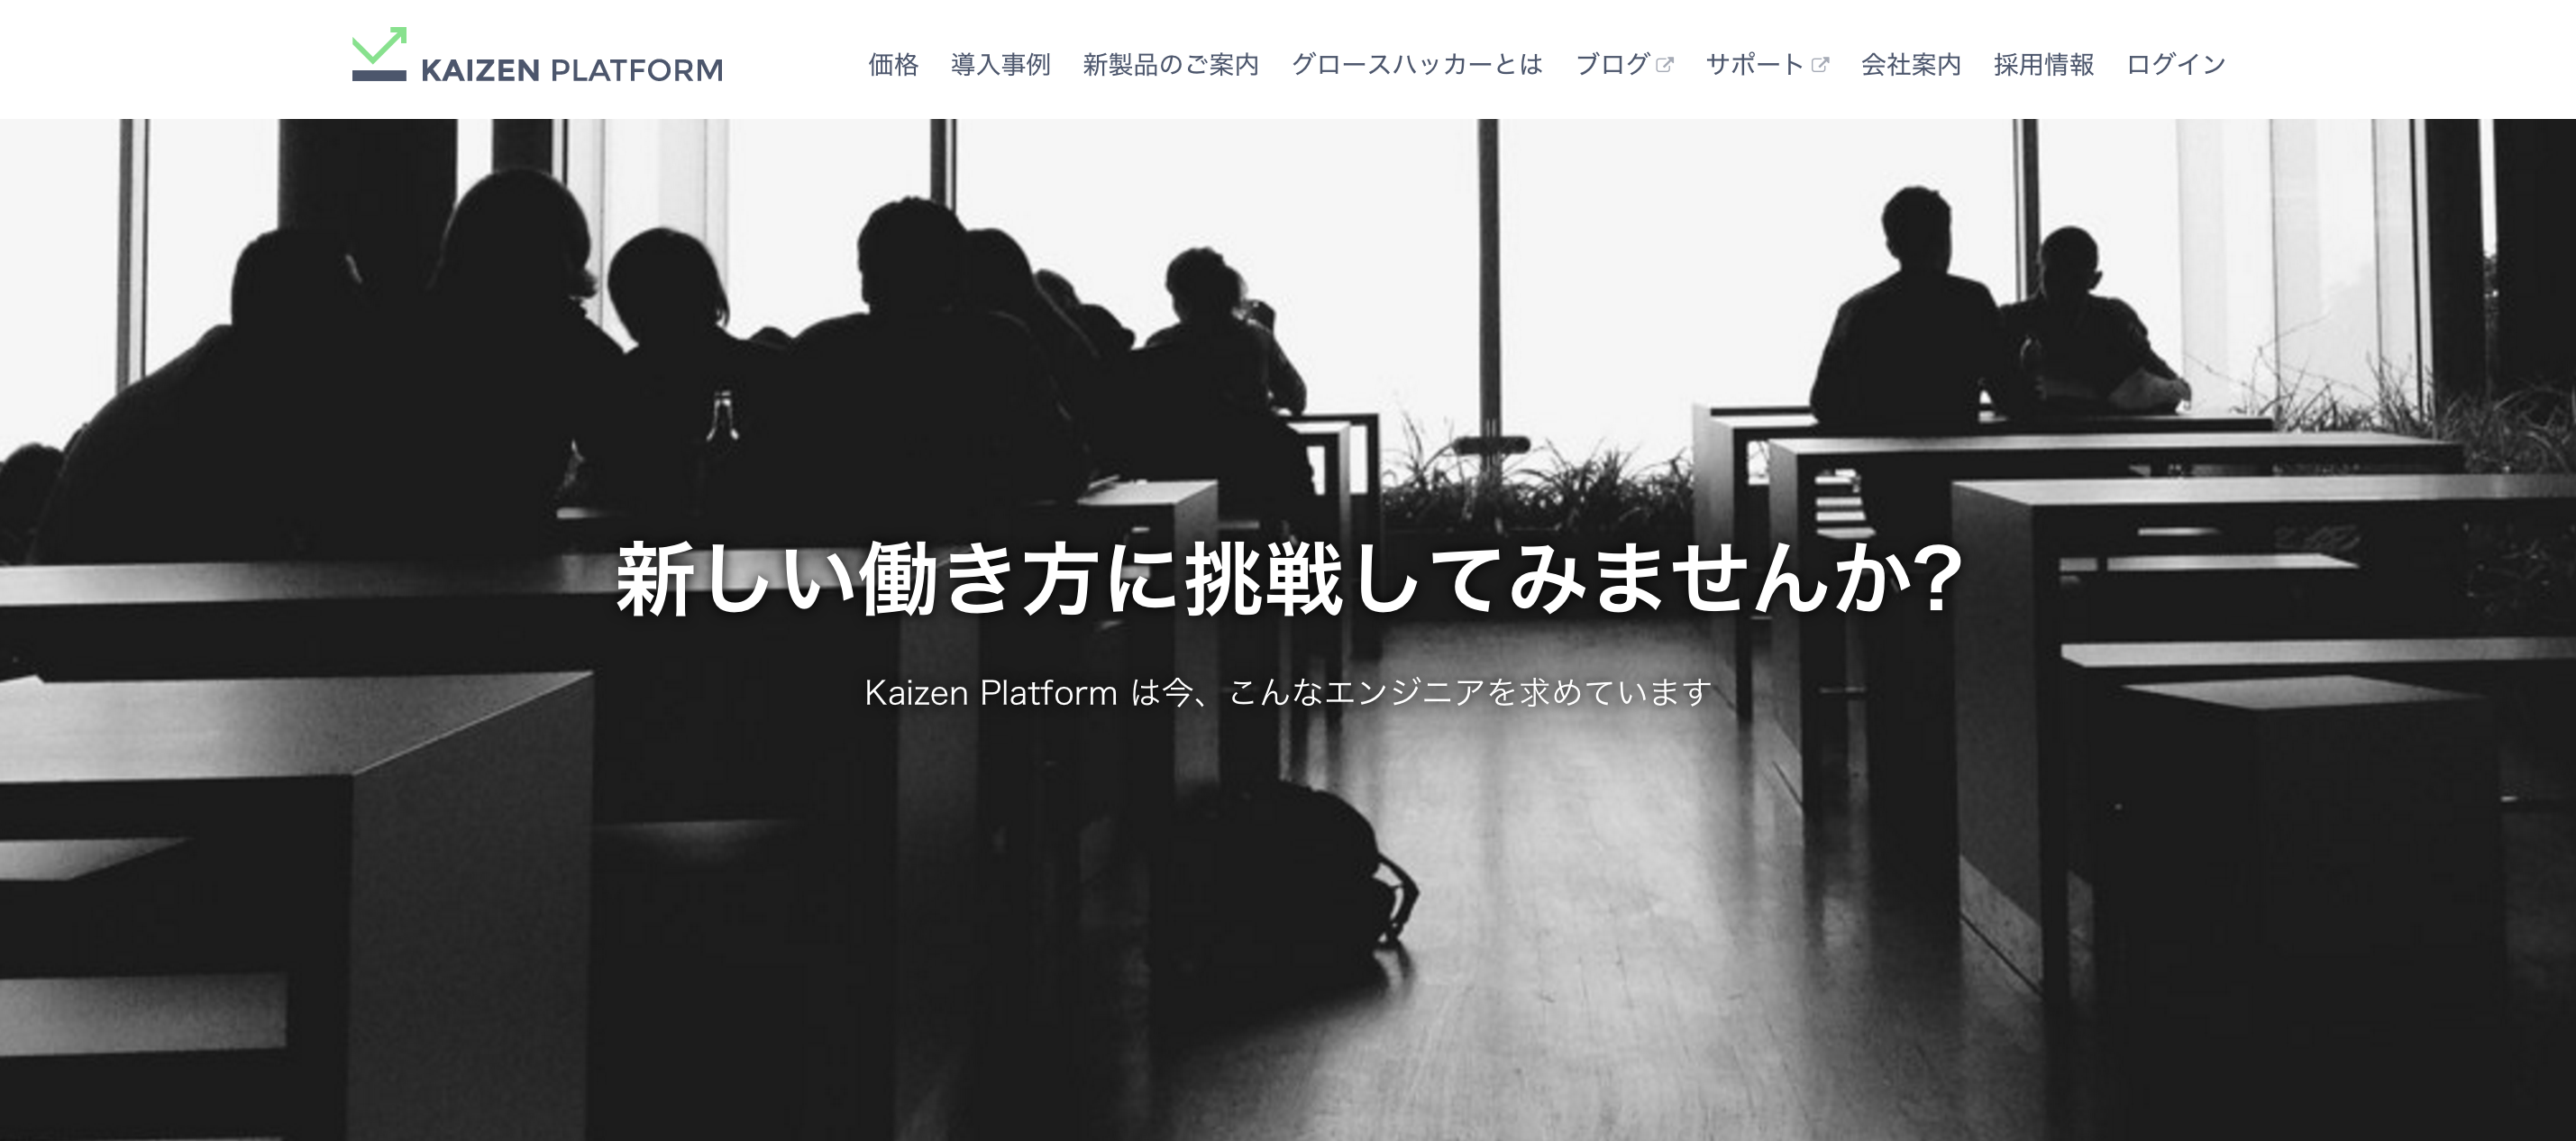 KAIZEN PLATFORM
価格 導入事例 新製品のご案内 グロースハッカーとは ブログ サポート 会社案内 採用情報 ログイン
新しい働き方に挑戦してみませんか?
Kaizen Platform は今、こんなエンジニアを求めています